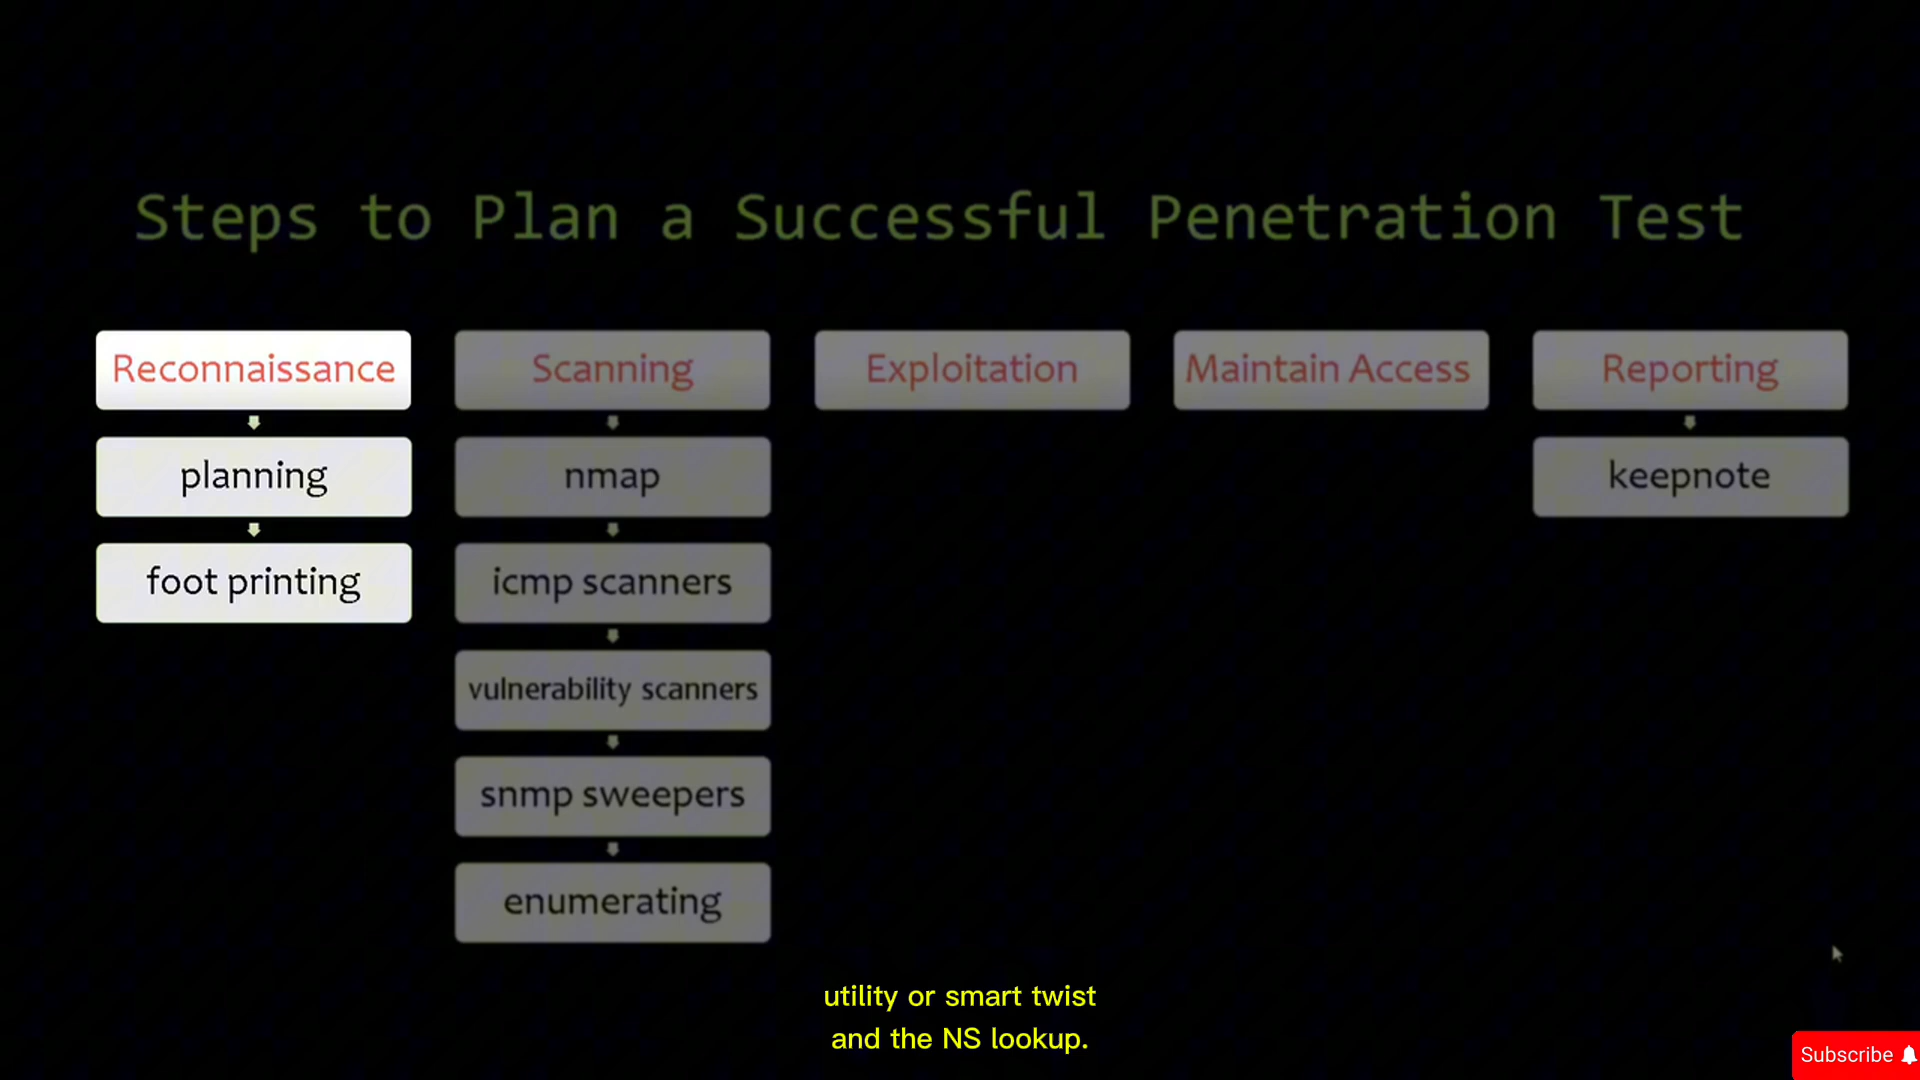 Steps to Plan a Successful Penetration Test
Reconnaissance
planning
foot printing
Scanning
nmap
icmp scanners
vulnerability scanners
snmp sweepers
enumerating
Exploitation
Maintain Access
Reporting
keepnote
utility or smart twist
and the NS lookup.
Subscribe